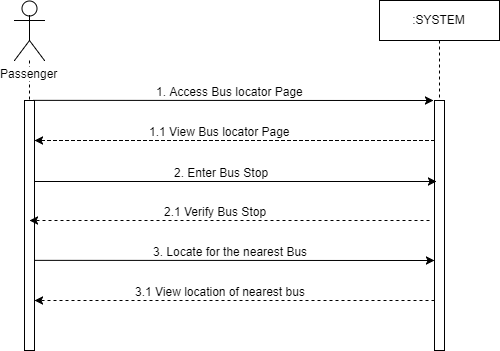 :SYSTEM
Passenger
1. Access Bus locator Page
1.1 View Bus locator Page
2. Enter Bus Stop
2.1 Verify Bus Stop
3. Locate for the nearest Bus
3.1 View location of nearest bus